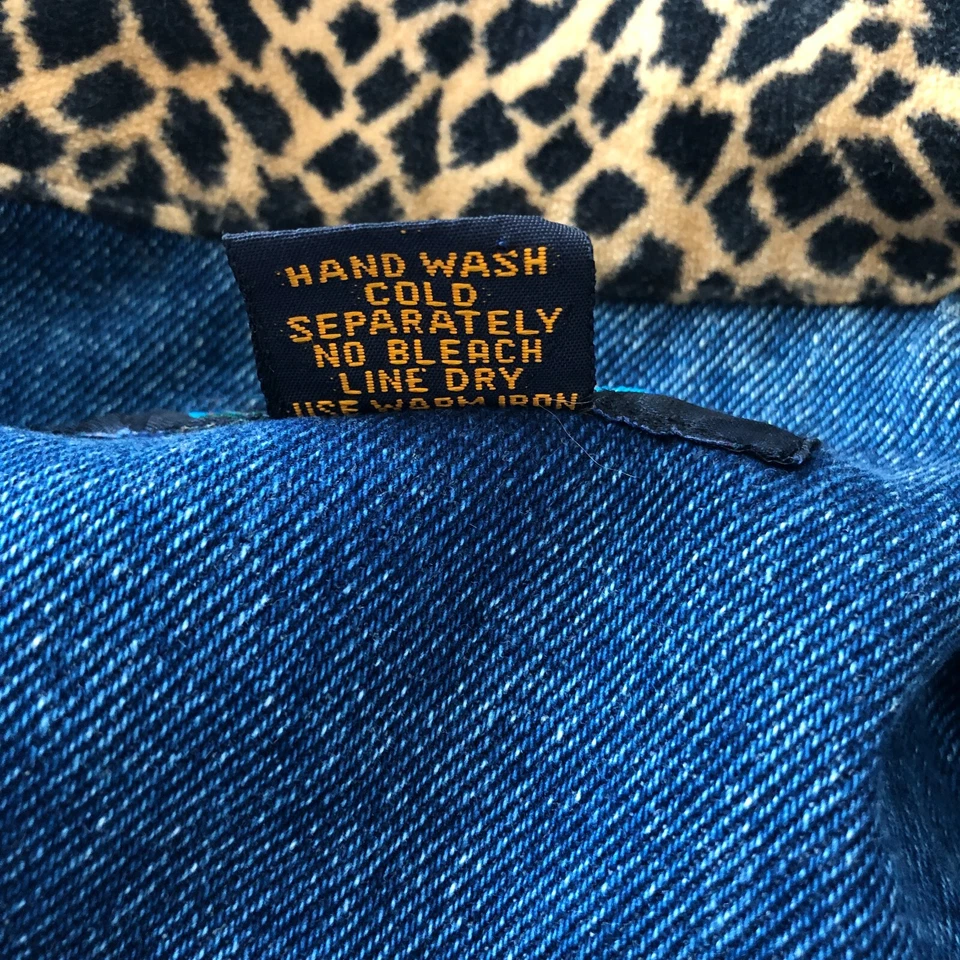 HAND WASH
COLD
SEPARATELY
NO BLEACH
LINE DRY
USE WARM IRON